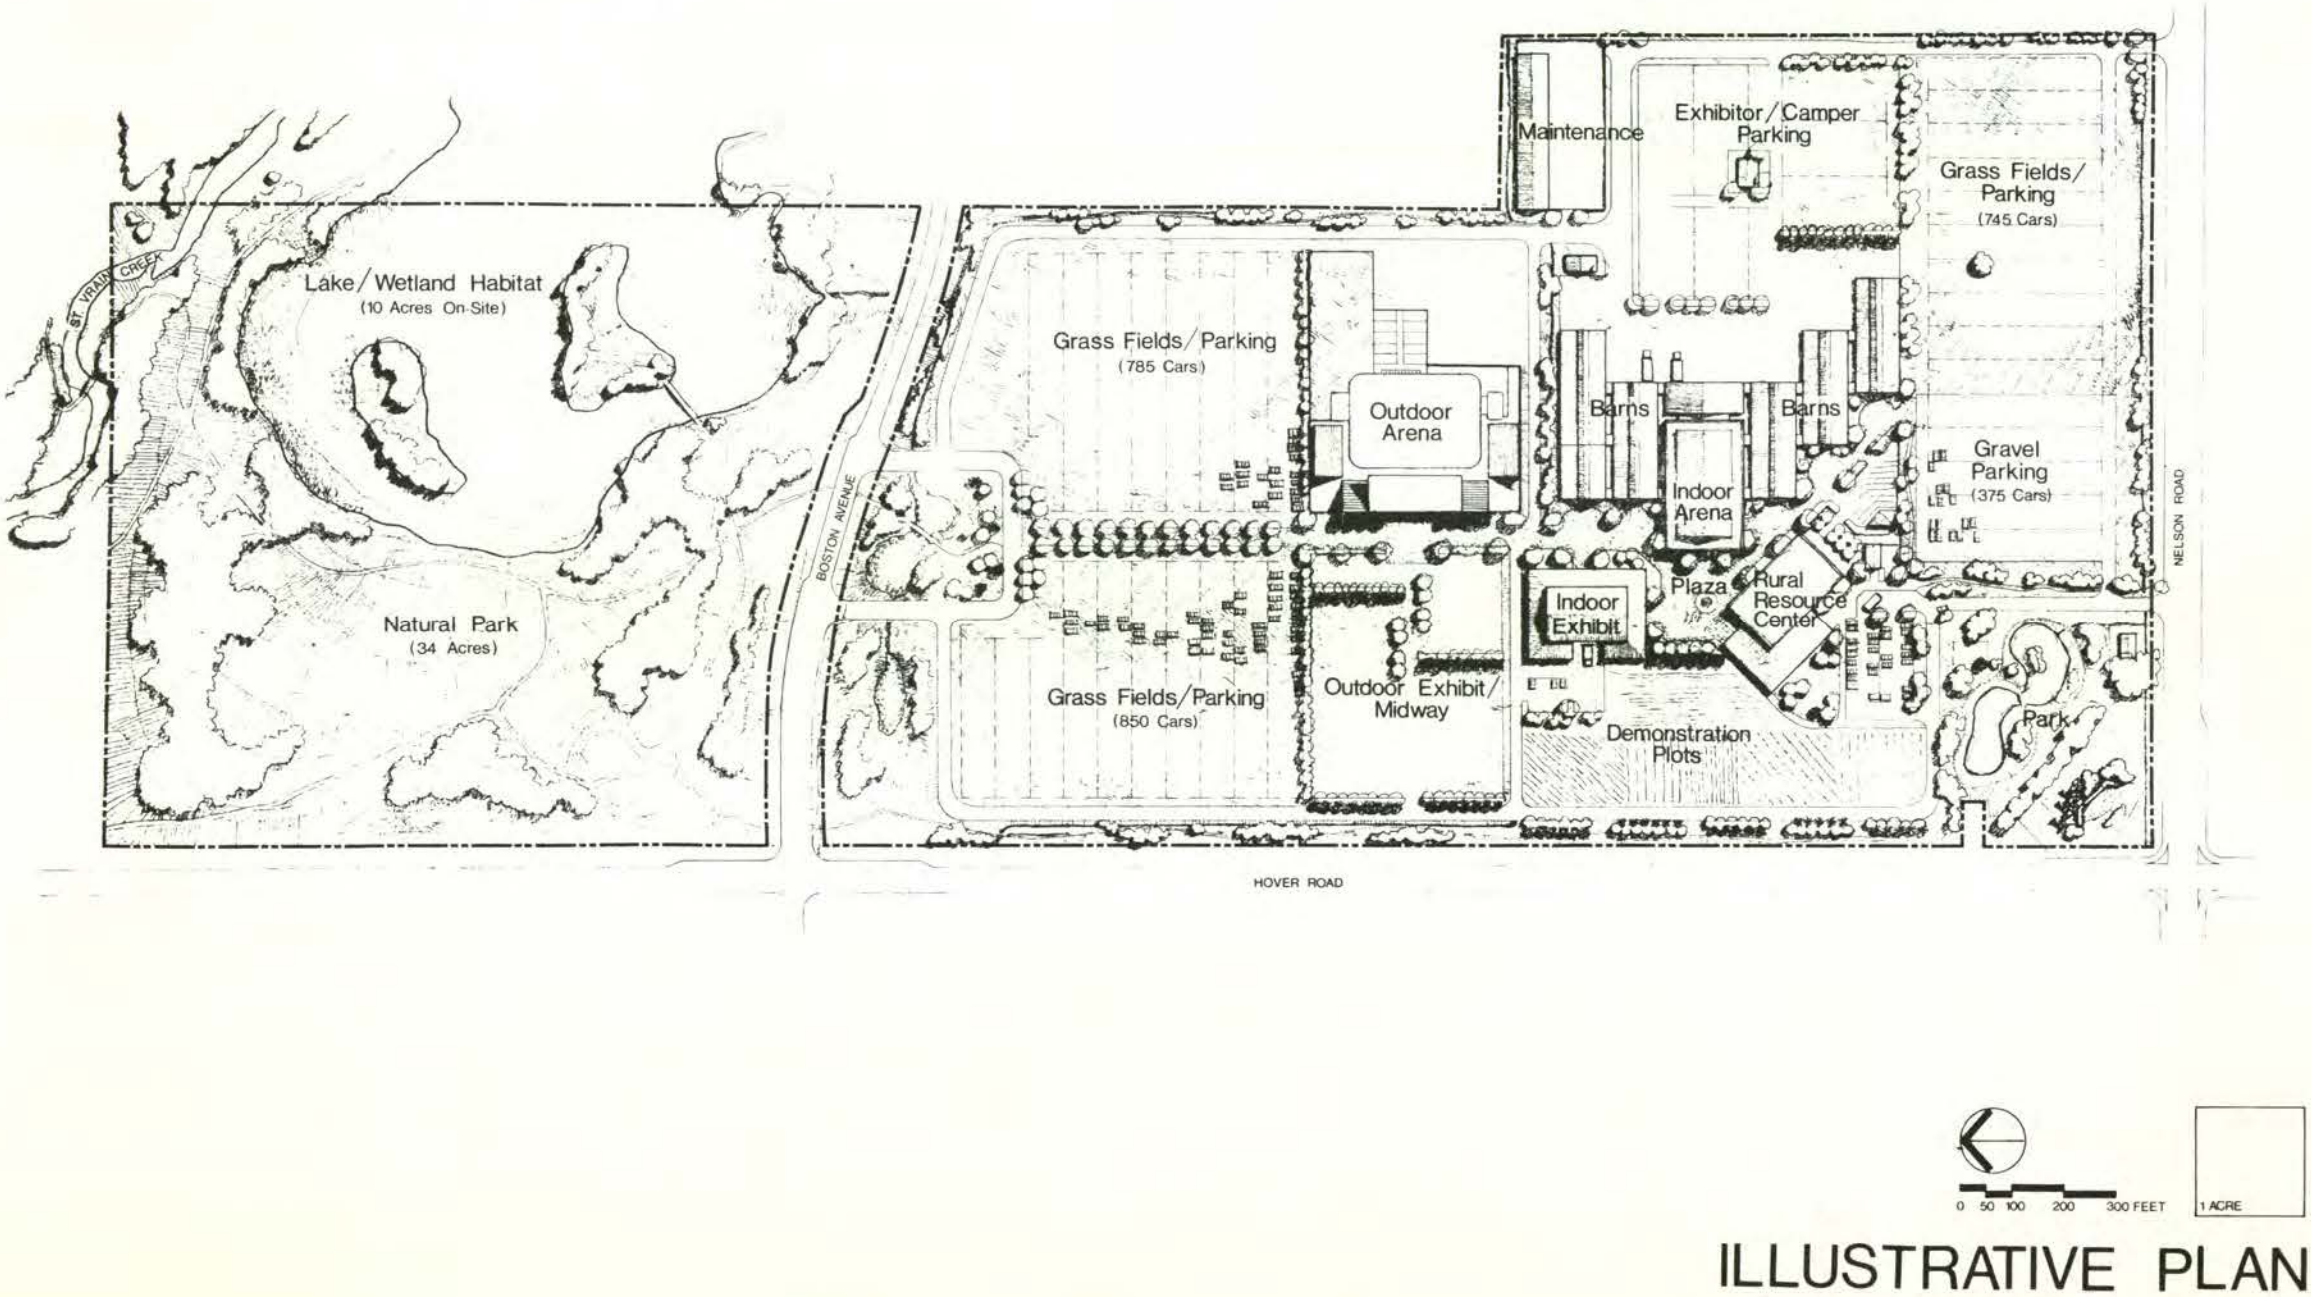 Maintenance
Exhibitor/Camper
Parking
Grass Fields/
Parking
(745 Cars)
ST. VRAIN CREEK
Lake/Wetland Habitat
(10 Acres On-Site)
Grass Fields/Parking
(785 Cars)
Outdoor
Arena
Barns
Barns
Indoor
Arena
Gravel
Parking
(375 Cars)
NELSON ROAD
BOSTON AVENUE
Natural Park
(34 Acres)
Grass Fields/Parking
(850 Cars)
Outdoor Exhibit/
Midway
Indoor
Exhibit
Plaza
Rural
Resource
Center
Demonstration
Plots
Park
HOVER ROAD
0 50 100 200 300 FEET
1 ACRE
ILLUSTRATIVE PLAN